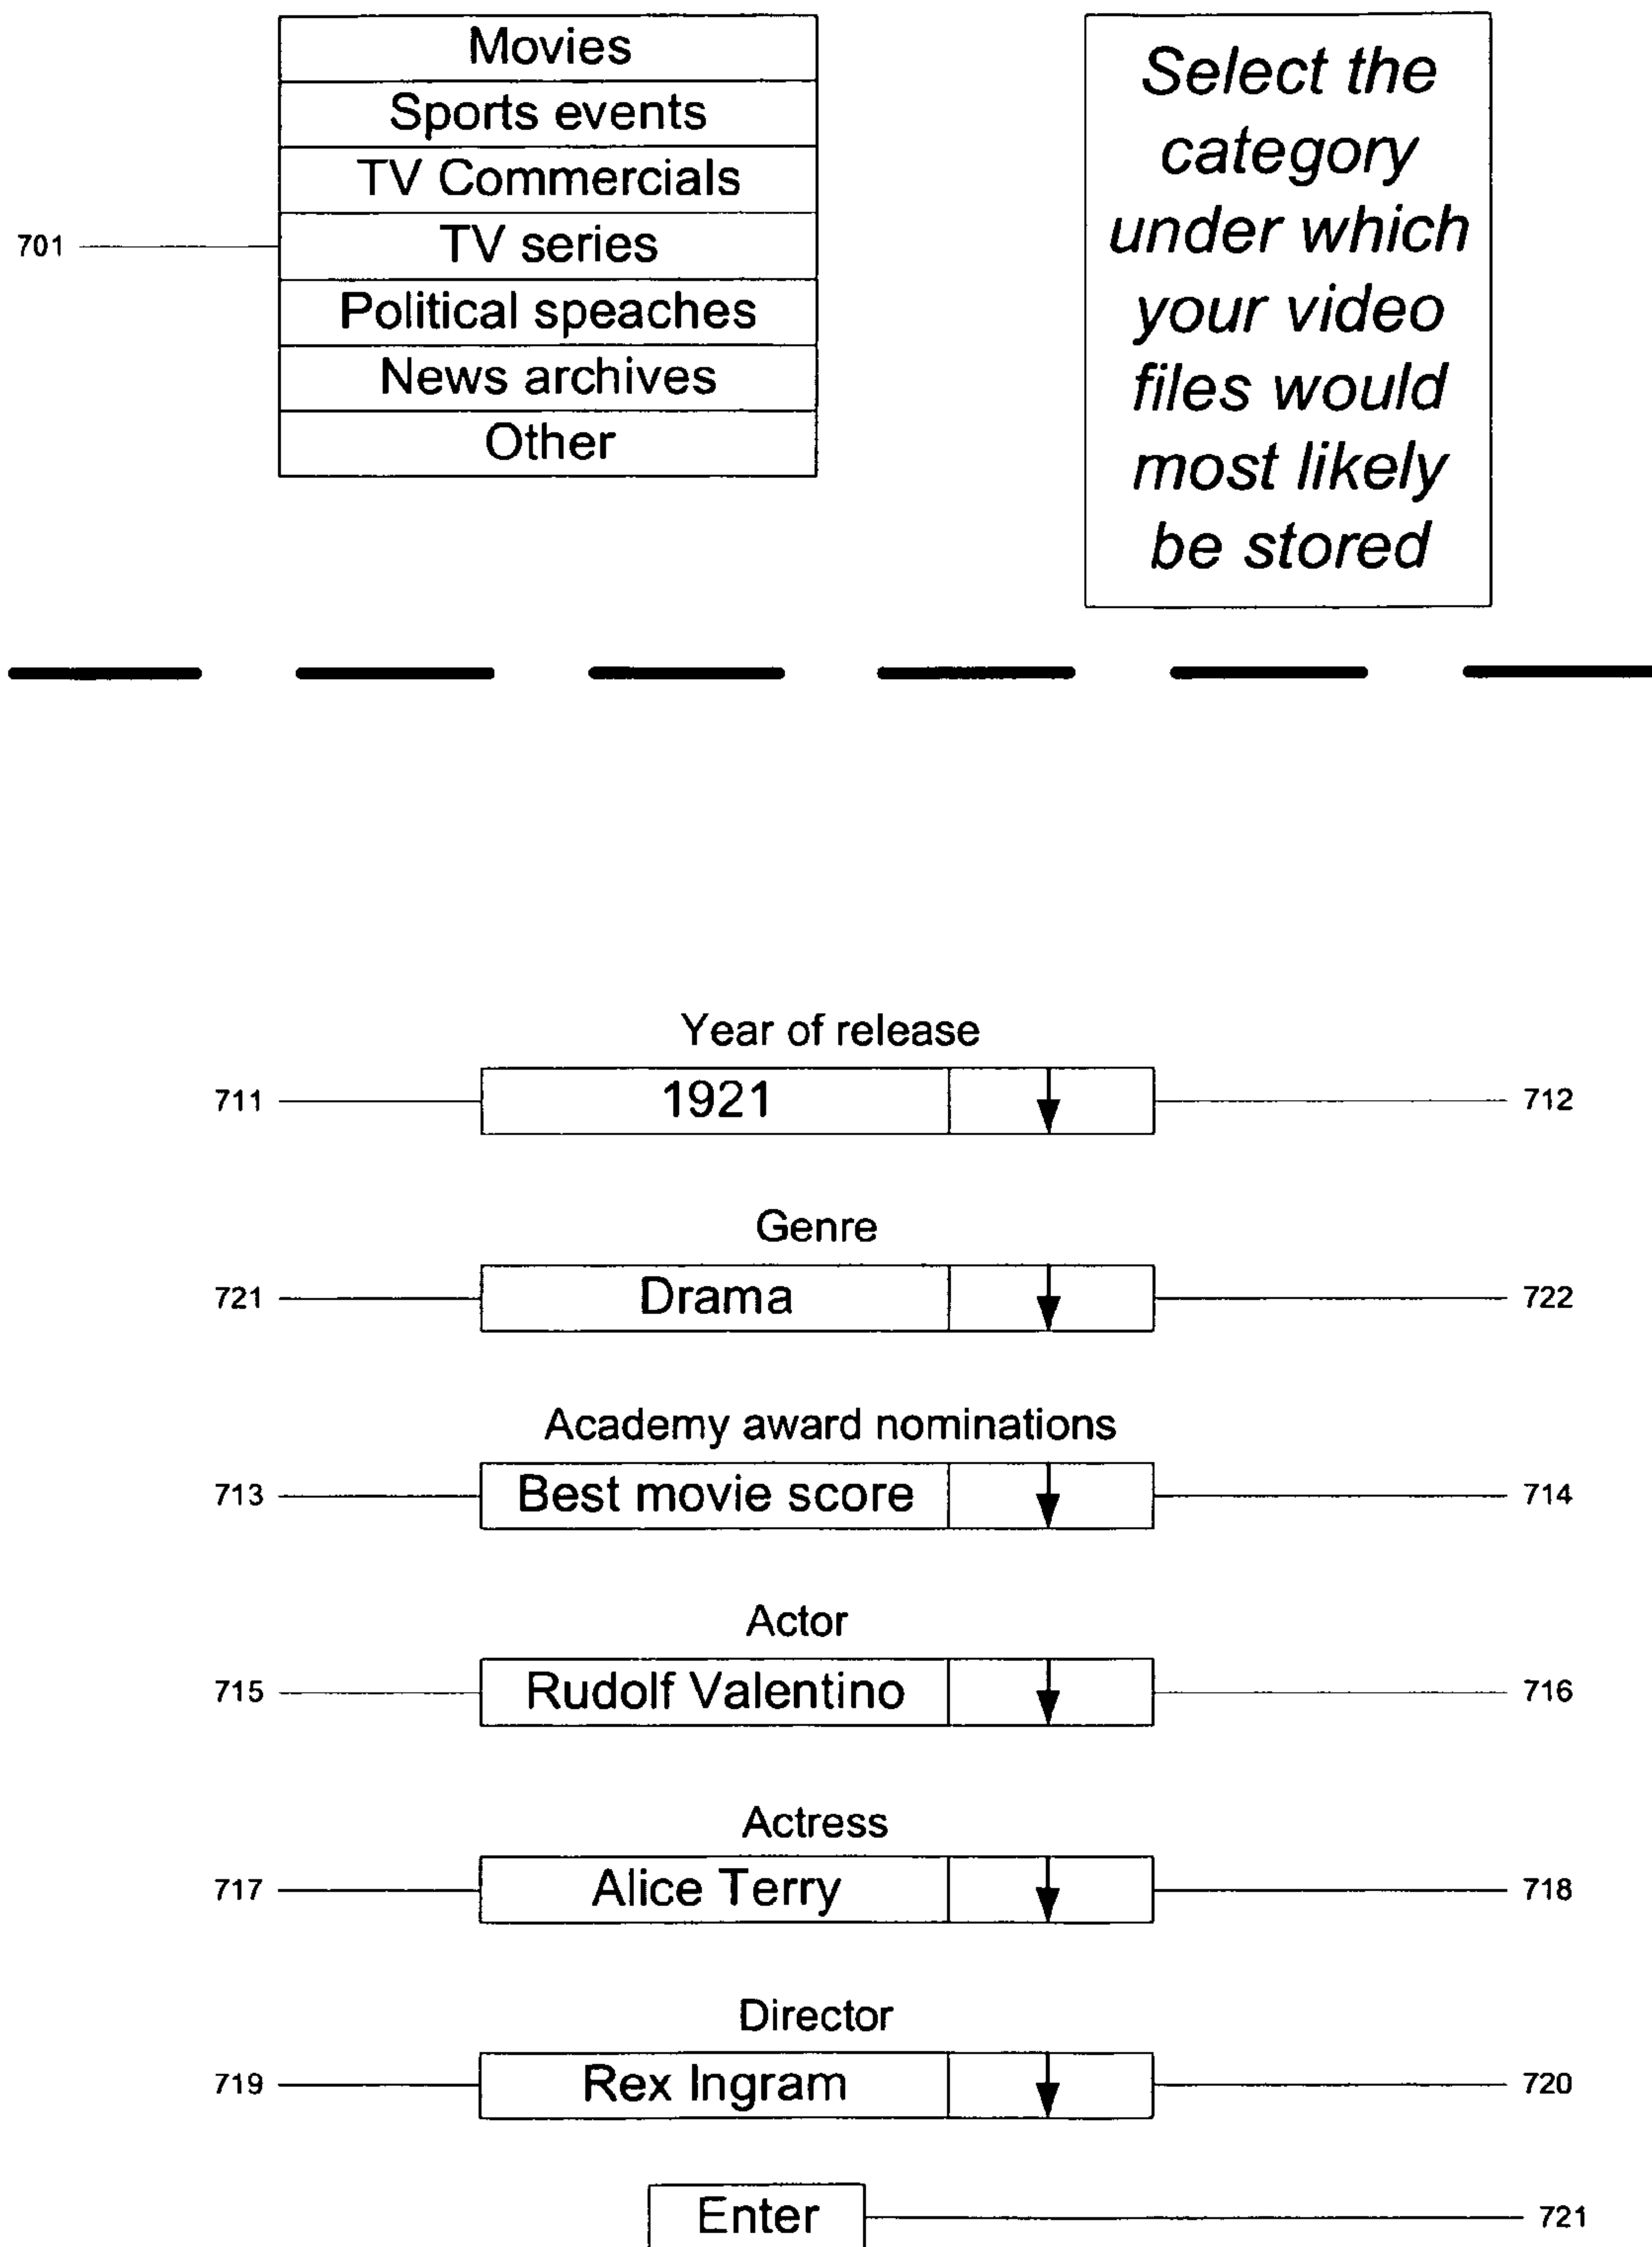 Movies
Sports events
TV Commercials
701
TV series
Political speaches
News archives
Other
Select the
category
under which
your video
files would
most likely
be stored
Year of release
711 1921 712
Genre
721 Drama 722
Academy award nominations
713 Best movie score 714
Actor
715 Rudolf Valentino 716
Actress
717 Alice Terry 718
Director
719 Rex Ingram 720
Enter 721